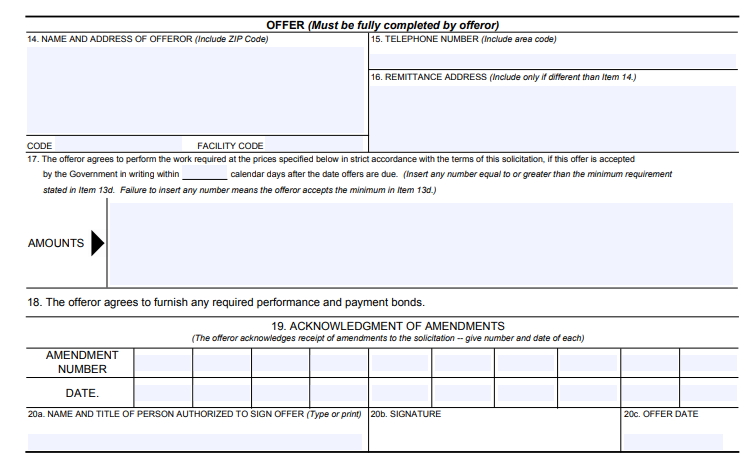 OFFER (Must be fully completed by offeror)
14. NAME AND ADDRESS OF OFFEROR (Include ZIP Code)
15. TELEPHONE NUMBER (Include area code)
16. REMITTANCE ADDRESS (Include only if different than Item 14.)
CODE
FACILITY CODE
17. The offeror agrees to perform the work required at the prices specified below in strict accordance with the terms of this solicitation, if this offer is accepted
by the Government in writing within ________ calendar days after the date offers are due. (Insert any number equal to or greater than the minimum requirement
stated in Item 13d. Failure to insert any number means the offeror accepts the minimum in Item 13d.)
AMOUNTS
18. The offeror agrees to furnish any required performance and payment bonds.
19. ACKNOWLEDGMENT OF AMENDMENTS
(The offeror acknowledges receipt of amendments to the solicitation -- give number and date of each)
AMENDMENT
NUMBER
DATE.
20a. NAME AND TITLE OF PERSON AUTHORIZED TO SIGN OFFER (Type or print)
20b. SIGNATURE
20c. OFFER DATE